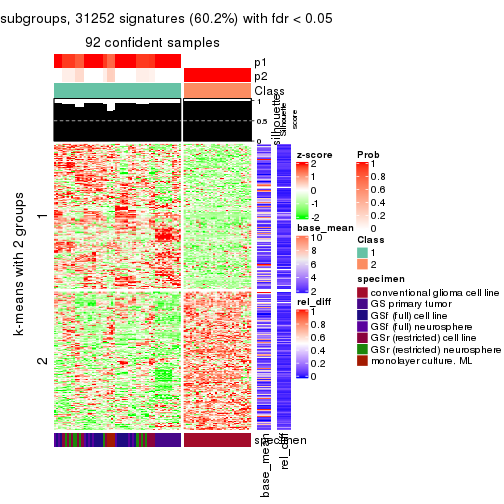 subgroups, 31252 signatures (60.2%) with fdr < 0.05
92 confident samples
p1
p2
Class
1
0.5
0
silhouette
Silhouette
score
k-means with 2 groups
1
2
specimen
base_mean
rel_diff
z-score
2
1
0
-1
-2
base_mean
10
8
6
4
2
rel_diff
1
0.8
0.6
0.4
0.2
0
Prob
1
0.8
0.6
0.4
0.2
0
Class
1
2
specimen
conventional glioma cell line
GS primary tumor
GSf (full) cell line
GSf (full) neurosphere
GSr (restricted) cell line
GSr (restricted) neurosphere
monolayer culture. ML